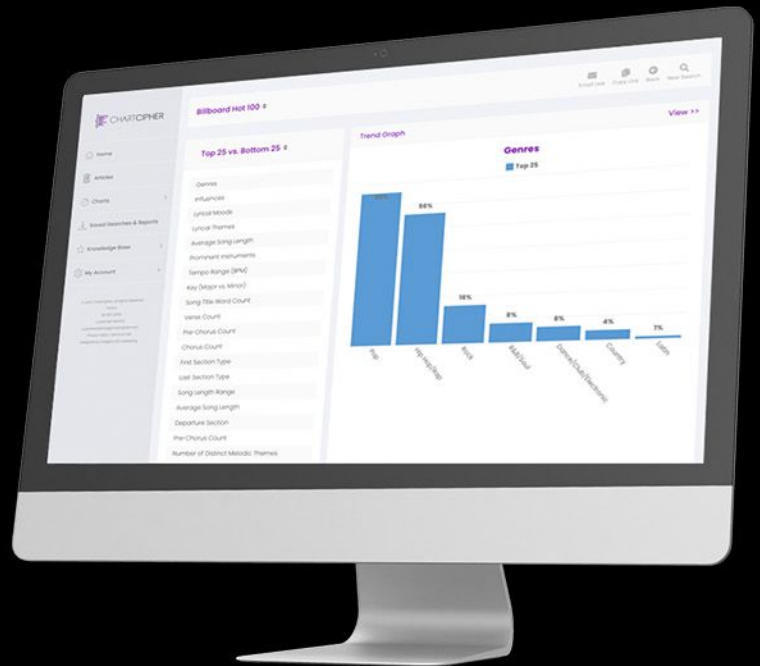 CHARTCIPHER
Home
Articles
Charts
Saved Searches & Reports
Knowledge Base
My Account
Billboard Hot 100
Email Link
Copy Link
Back
New Search
Top 25 vs. Bottom 25
Genres
Influences
Lyrical Moods
Lyrical Themes
Average Song Length
Prominent Instruments
Tempo Range (BPM)
Key (Major vs. Minor)
Song Title Word Count
Verse Count
Pre-Chorus Count
Chorus Count
First Section Type
Last Section Type
Song Length Range
Average Song Length
Departure Section
Pre-Chorus Count
Number of Distinct Melodic Themes
Trend Graph
View >>
Genres
Top 25
66%
18%
8%
8%
4%
1%
Pop
Hip Hop/Rap
Rock
R&B/Soul
Dance/Club/Electronic
Country
Latin